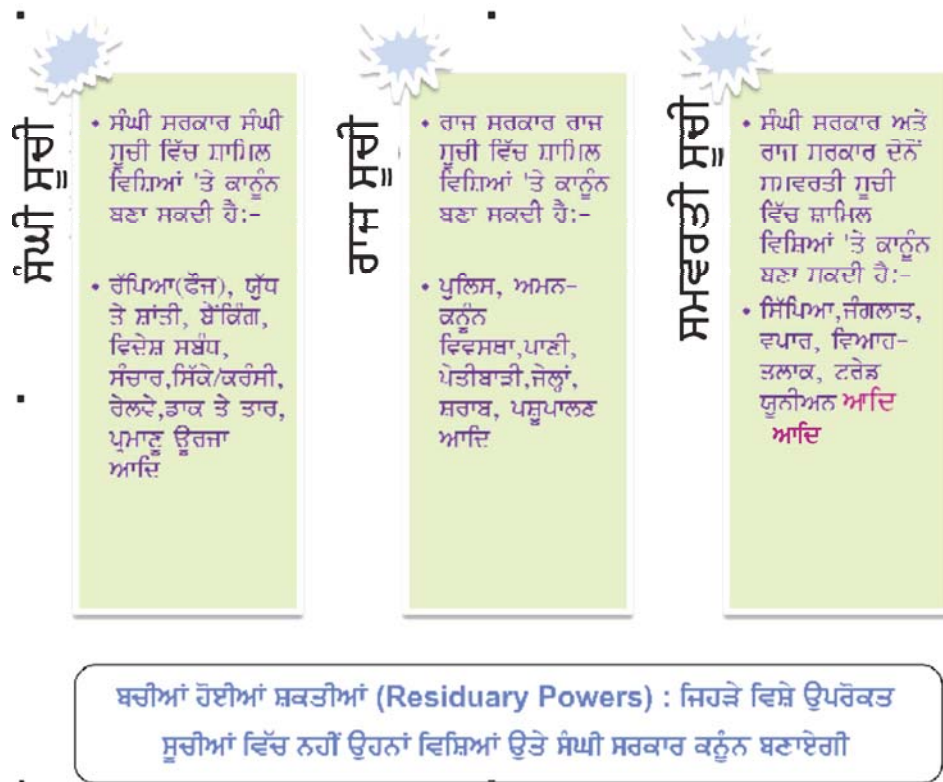 ਸੰਘੀ ਸੂਚੀ
• ਸੰਘੀ ਸਰਕਾਰ ਸੰਘੀ
ਸੂਚੀ ਵਿੱਚ ਸ਼ਾਮਿਲ
ਵਿਸ਼ਿਆਂ 'ਤੇ ਕਾਨੂੰਨ
ਬਣਾ ਸਕਦੀ ਹੈ:-
• ਰੱਖਿਆ(ਫੌਜ), ਯੁੱਧ
ਤੇ ਸ਼ਾਂਤੀ, ਬੈਂਕਿੰਗ,
ਵਿਦੇਸ਼ ਸਬੰਧ,
ਸੰਚਾਰ,ਸਿੱਕੇ/ਕਰੰਸੀ,
ਰੇਲਵੇ,ਡਾਕ ਤੇ ਤਾਰ,
ਪ੍ਰਮਾਣੂ ਊਰਜਾ
ਆਦਿ
ਰਾਜ ਸੂਚੀ
• ਰਾਜ ਸਰਕਾਰ ਰਾਜ
ਸੂਚੀ ਵਿੱਚ ਸ਼ਾਮਿਲ
ਵਿਸ਼ਿਆਂ 'ਤੇ ਕਾਨੂੰਨ
ਬਣਾ ਸਕਦੀ ਹੈ:-
• ਪੁਲਿਸ, ਅਮਨ-
ਕਨੂੰਨ
ਵਿਵਸਥਾ,ਪਾਣੀ,
ਖੇਤੀਬਾੜੀ,ਜੇਲ੍ਹਾਂ,
ਸ਼ਰਾਬ, ਪਸ਼ੂਪਾਲਣ
ਆਦਿ
ਸਮਵਰਤੀ ਸੂਚੀ
• ਸੰਘੀ ਸਰਕਾਰ ਅਤੇ
ਰਾਜ ਸਰਕਾਰ ਦੋਨੋਂ
ਸਮਵਰਤੀ ਸੂਚੀ
ਵਿੱਚ ਸ਼ਾਮਿਲ
ਵਿਸ਼ਿਆਂ 'ਤੇ ਕਾਨੂੰਨ
ਬਣਾ ਸਕਦੀ ਹੈ:-
• ਸਿੱਖਿਆ,ਜੰਗਲਾਤ,
ਵਪਾਰ, ਵਿਆਹ-
ਤਲਾਕ, ਟਰੇਡ
ਯੂਨੀਅਨ ਆਦਿ
ਆਦਿ
ਬਚੀਆਂ ਹੋਈਆਂ ਸ਼ਕਤੀਆਂ (Residuary Powers) : ਜਿਹੜੇ ਵਿਸ਼ੇ ਉਪਰੋਕਤ
ਸੂਚੀਆਂ ਵਿੱਚ ਨਹੀਂ ਉਹਨਾਂ ਵਿਸ਼ਿਆਂ ਉਤੇ ਸੰਘੀ ਸਰਕਾਰ ਕਨੂੰਨ ਬਣਾਏਗੀ